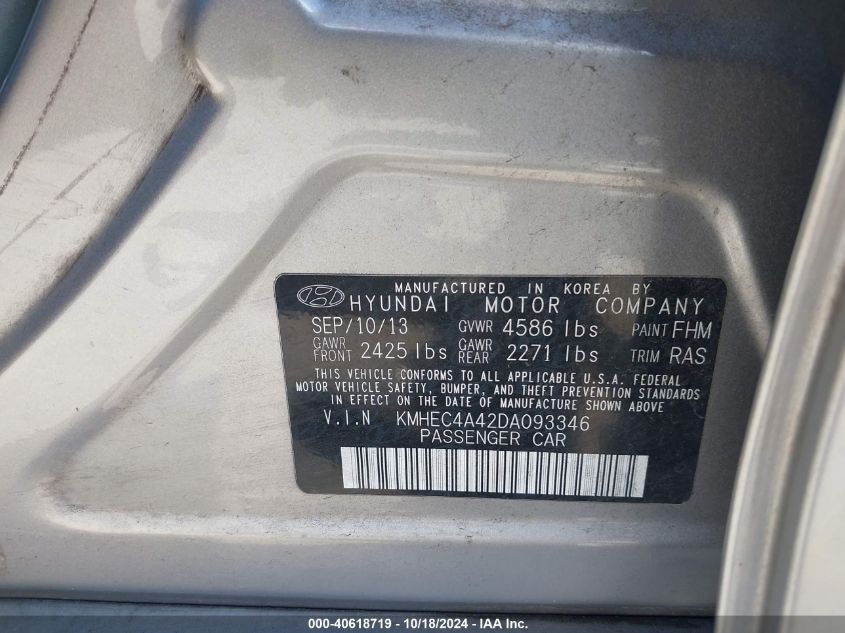 MANUFACTURED IN KOREA BY
HYUNDAI MOTOR COMPANY
SEP/10/13 GVWR 4586 lbs PAINT FHM
GAWR FRONT 2425 lbs GAWR REAR 2271 lbs TRIM RAS
THIS VEHICLE CONFORMS TO ALL APPLICABLE U.S.A. FEDERAL
MOTOR VEHICLE SAFETY, BUMPER, AND THEFT PREVENTION STANDARDS
IN EFFECT ON THE DATE OF MANUFACTURE SHOWN ABOVE
V.I.N KMHEC4A42DA093346
PASSENGER CAR
000-40618719 - 10/18/2024 - IAAI.COM